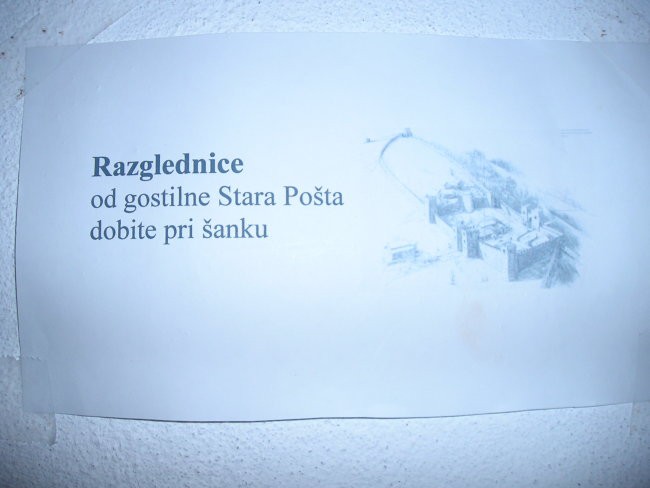 Razglednice
od gostilne Stara Pošta
dobite pri šanku